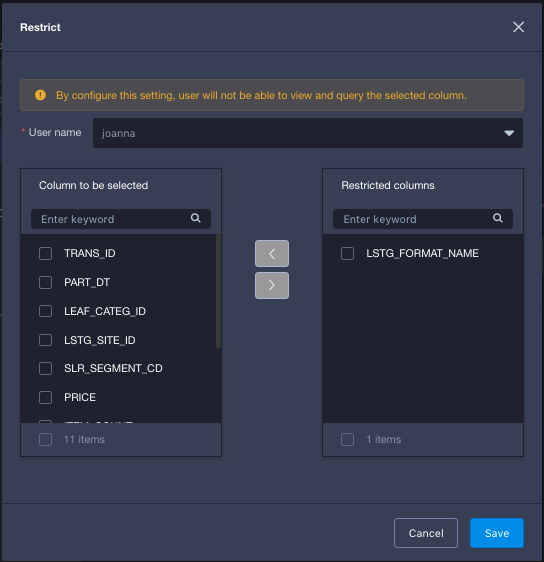 Restrict
By configure this setting, user will not be able to view and query the selected column.
* User name
joanna
Column to be selected
Enter keyword
TRANS_ID
PART_DT
LEAF_CATEG_ID
LSTG_SITE_ID
SLR_SEGMENT_CD
PRICE
11 items
Restricted columns
Enter keyword
LSTG_FORMAT_NAME
1 items
Cancel
Save